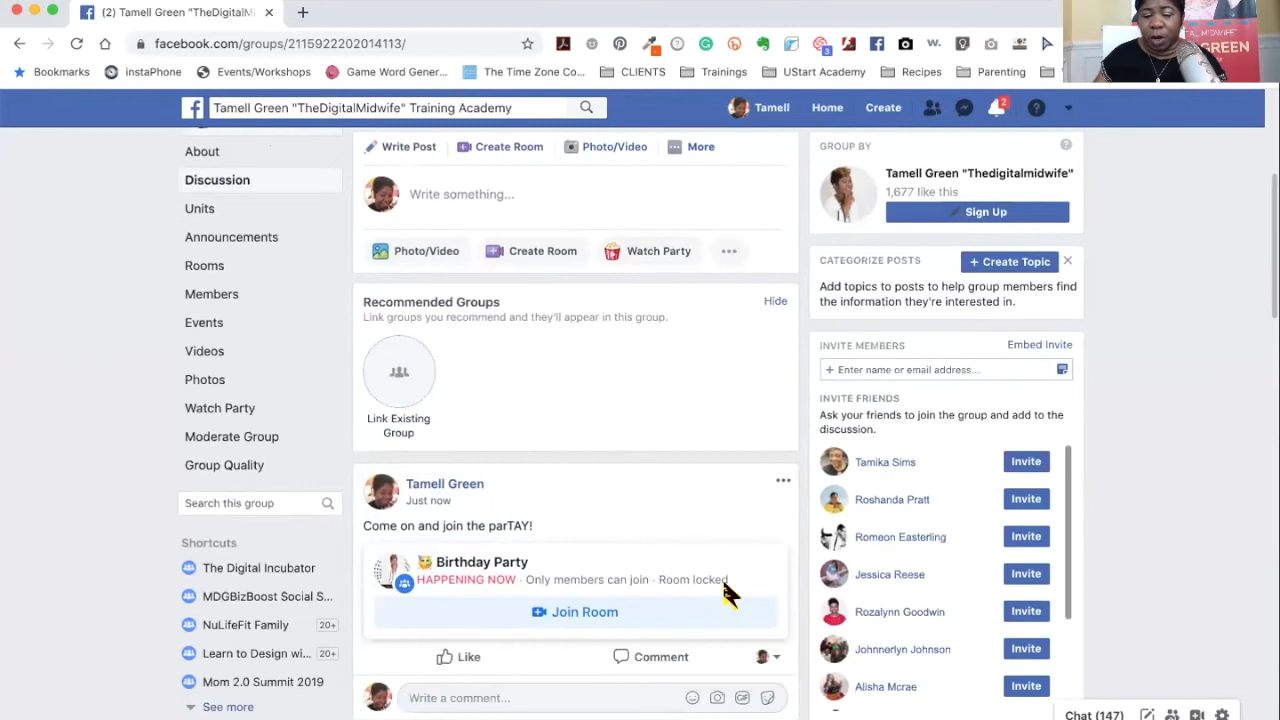 (2) Tamell Green "TheDigitalMi
facebook.com/groups/2115922202014113/
3
W.
Bookmarks
instaPhone
Events/Workshops
Game Word Gener...
The Time Zone Co...
CLIENTS
Trainings
UStart Academy
Recipes
Parenting
GREEN
Tamell Green "TheDigitalMidwife" Training Academy
Tamell
Home
Create
2
About
Discussion
Units
Announcements
Rooms
Members
Events
Videos
Photos
Watch Party
Moderate Group
Group Quality
Search this group
Shortcuts
The Digital Incubator
MDGBizBoost Social S...
NuLifeFit Family 20+
Learn to Design wi... 20+
Mom 2.0 Summit 2019
See more
Write Post
Create Room
Photo/Video
More
Write something...
Photo/Video
Create Room
Watch Party
Recommended Groups
Hide
Link groups you recommend and they'll appear in this group.
Link Existing
Group
Tamell Green
Just now
Come on and join the parTAY!
Birthday Party
HAPPENING NOW · Only members can join · Room locked
Join Room
Like
Comment
Write a comment...
GIF
GROUP BY
Tamell Green "Thedigitalmidwife"
1,677 like this
Sign Up
CATEGORIZE POSTS
+ Create Topic
Add topics to posts to help group members find
the information they're interested in.
INVITE MEMBERS
Embed Invite
+ Enter name or email address...
INVITE FRIENDS
Ask your friends to join the group and add to the
discussion.
Tamika Sims Invite
Roshanda Pratt Invite
Romeon Easterling Invite
Jessica Reese Invite
Rozalynn Goodwin Invite
Johnnerlyn Johnson Invite
Alisha Mcrae Invite
Chat (147)